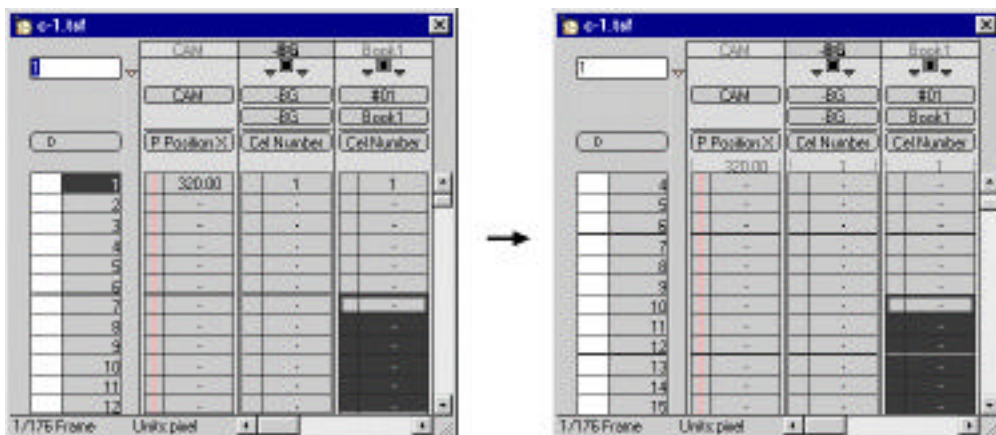 c-1.tsf
CAM -BG Book1
1
CAM -BG #01
-BG Book1
D P Position X Cel Number Cel Number
1 320.00 1 1
2 - - -
3 - - -
4 - - -
5 - - -
6 - - -
7 - - -
8 - - -
9 - - -
10 - - -
11 - - -
12 - - -
1/176 Frame Units: pixel
c-1.tsf
CAM -BG Book1
1
CAM -BG #01
-BG Book1
D P Position X Cel Number Cel Number
320.00 1 1
4 - - -
5 - - -
6 - - -
7 - - -
8 - - -
9 - - -
10 - - -
11 - - -
12 - - -
13 - - -
14 - - -
15 - - -
1/176 Frame Units: pixel